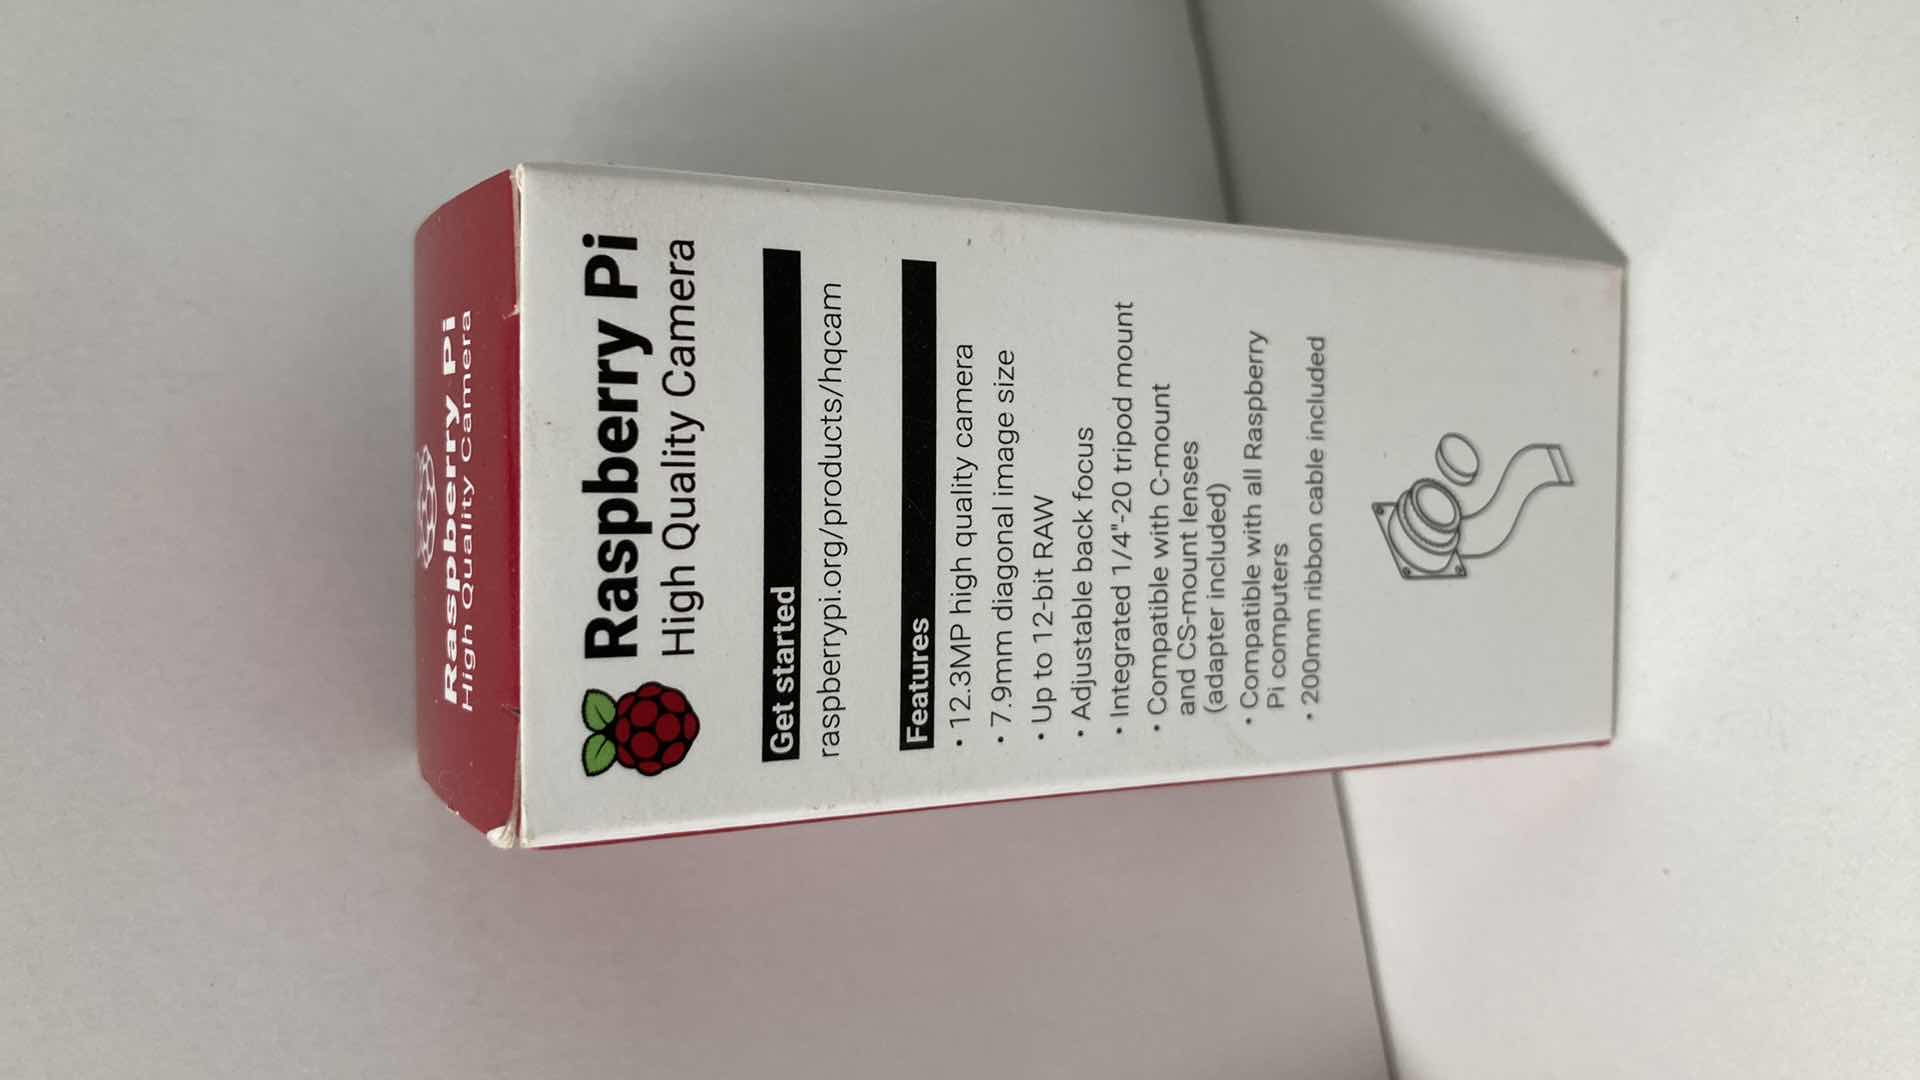 Raspberry Pi
High Quality Camera
Raspberry Pi
High Quality Camera
Get started
raspberrypi.org/products/hqcam
Features
• 12.3MP high quality camera
• 7.9mm diagonal image size
• Up to 12-bit RAW
• Adjustable back focus
• Integrated 1/4"-20 tripod mount
• Compatible with C-mount
and CS-mount lenses
(adapter included)
• Compatible with all Raspberry
Pi computers
• 200mm ribbon cable included